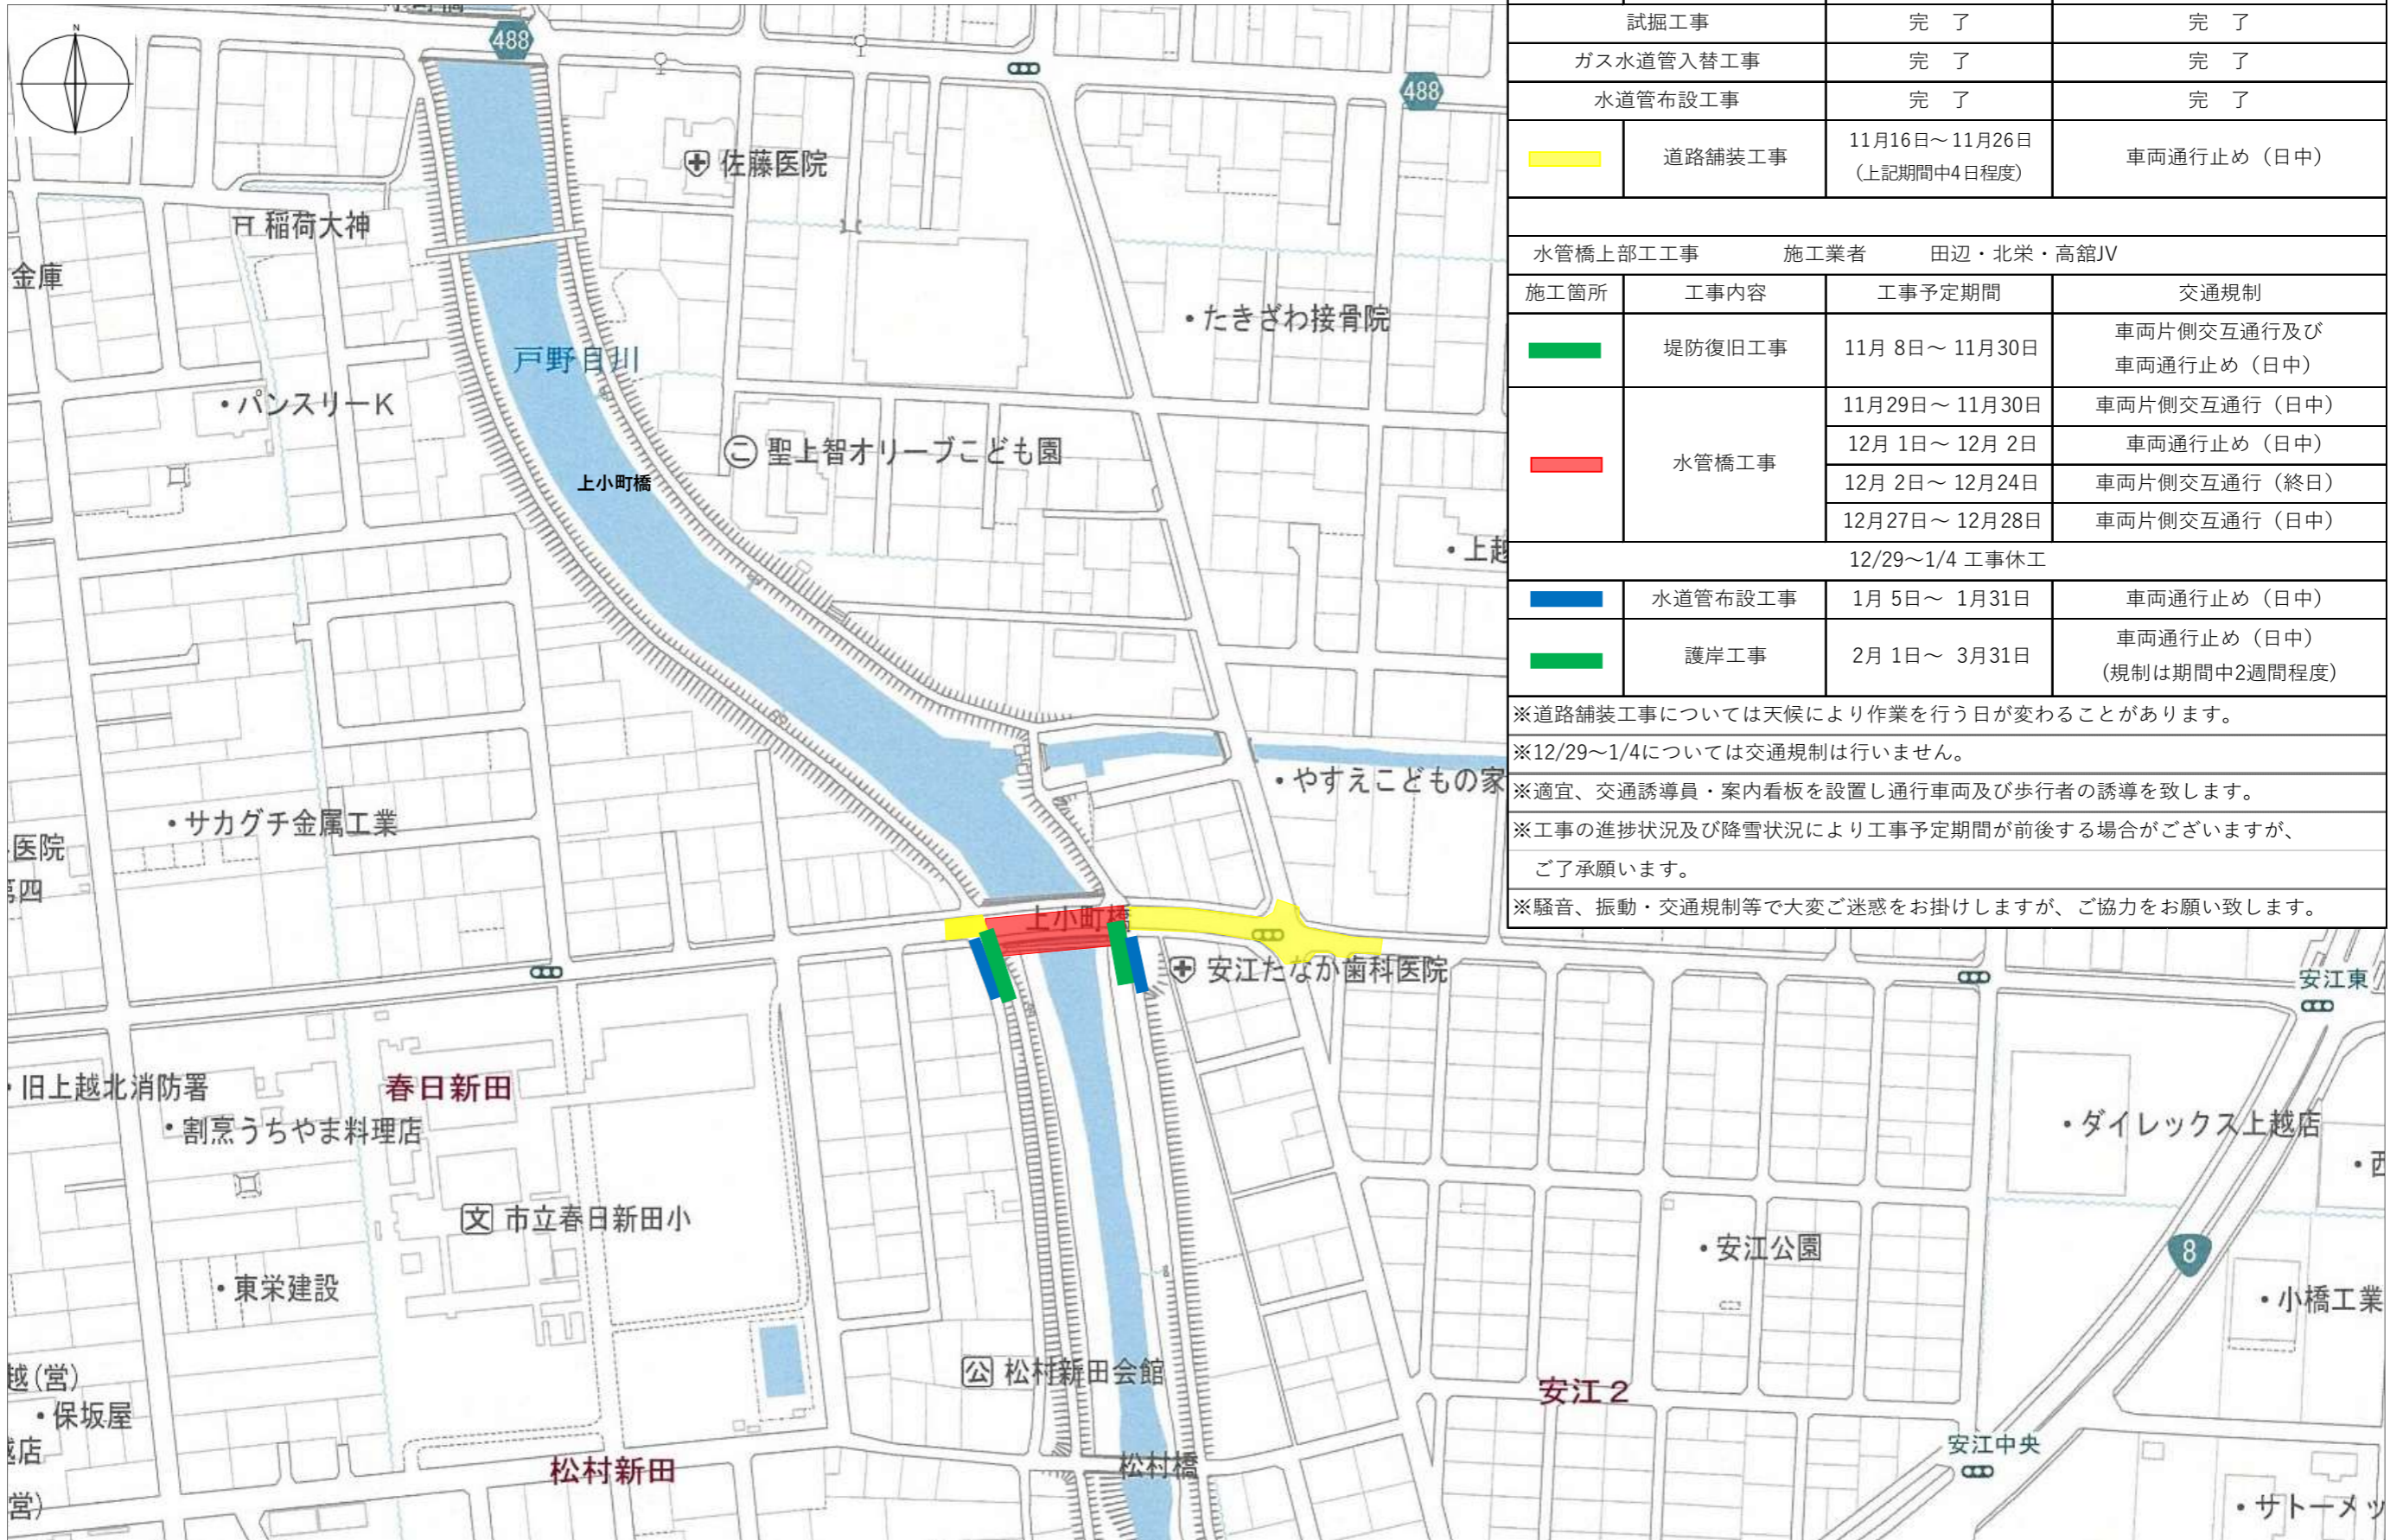 N
488
488
佐藤医院
稲荷大神
金庫
たきざわ接骨院
戸野目川
パンスリーK
聖上智オリーブこども園
上小町橋
やすえこどもの家
サカグチ金属工業
医院
上小町橋
安江たなか歯科医院
安江東
旧上越北消防署
春日新田
割烹うちやま料理店
ダイレックス上越店
文 市立春日新田小
安江公園
8
東栄建設
小橋工業
公 松村新田会館
越(営)
安江2
保坂屋
松村新田
松村橋
安江中央
営)
サトーメッ
試掘工事 完 了 完 了
ガス水道管入替工事 完 了 完 了
水道管布設工事 完 了 完 了
道路舗装工事 11月16日～11月26日 車両通行止め（日中）
(上記期間中4日程度)
水管橋上部工工事 施工業者 田辺・北栄・高舘JV
施工箇所 工事内容 工事予定期間 交通規制
堤防復旧工事 11月 8日～ 11月30日 車両片側交互通行及び
車両通行止め（日中）
水管橋工事
11月29日～ 11月30日 車両片側交互通行（日中）
12月 1日～ 12月 2日 車両通行止め（日中）
12月 2日～ 12月24日 車両片側交互通行（終日）
12月27日～ 12月28日 車両片側交互通行（日中）
12/29～1/4 工事休工
水道管布設工事 1月 5日～ 1月31日 車両通行止め（日中）
護岸工事 2月 1日～ 3月31日 車両通行止め（日中）
(規制は期間中2週間程度)
※道路舗装工事については天候により作業を行う日が変わることがあります。
※12/29～1/4については交通規制は行いません。
※適宜、交通誘導員・案内看板を設置し通行車両及び歩行者の誘導を致します。
※工事の進捗状況及び降雪状況により工事予定期間が前後する場合がございますが、
ご了承願います。
※騒音、振動・交通規制等で大変ご迷惑をお掛けしますが、ご協力をお願い致します。